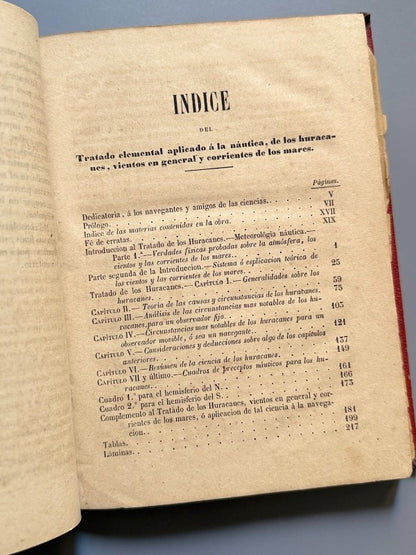 INDICE
DEL
Tratado elemental aplicado á la náutica, de los huraca-
nes, vientos en general y corrientes de los mares.
Páginas.
Dedicatoria, á los navegantes y amigos de las ciencias. V
Prólogo. VII
Indice de las materias contenidas en la obra. XVII
Fé de erratas. XIX
Introduccion al Tratado de los Huracanes.—Meteorológia náutica.—
Parte 1.ª—Verdades físicas probadas sobre la atmósfera, los
vientos y las corrientes de los mares. 1
Parte segunda de la Introduccion.—Sistema ó esplicacion teórica de
los vientos y las corrientes de los mares. 25
Tratado de los Huracanes.—CAPÍTULO I.—Generalidades sobre los
huracanes. 59
CAPÍTULO II.—Teoria de las causas y circunstancias de los huracanes. 75
CAPÍTULO III.—Análisis de las circunstancias mas notables de los hu-
racanes, para un observador fijo. 103
CAPÍTULO IV.—Circunstancias mas notables de los huracanes para un
observador movible, ó sea un navegante. 121
CAPÍTULO V.—Consideraciones y deducciones sobre algo de los capítulos
anteriores. 137
CAPÍTULO VI.—Resúmen de la ciencia de los huracanes. 149
CAPÍTULO VII y último.—Cuadros de preceptos náuticos para los hu-
racanes. 161
Cuadro 1.º para el hemisferio del N. 166
Cuadro 2.º para el hemisferio del S. 173
Complemento al Tratado de los Huracanes, vientos en general y cor-
rientes de los mares, ó aplicacion de tal ciencia á la navega-
cion. 181
Tablas. 199
Láminas. 217